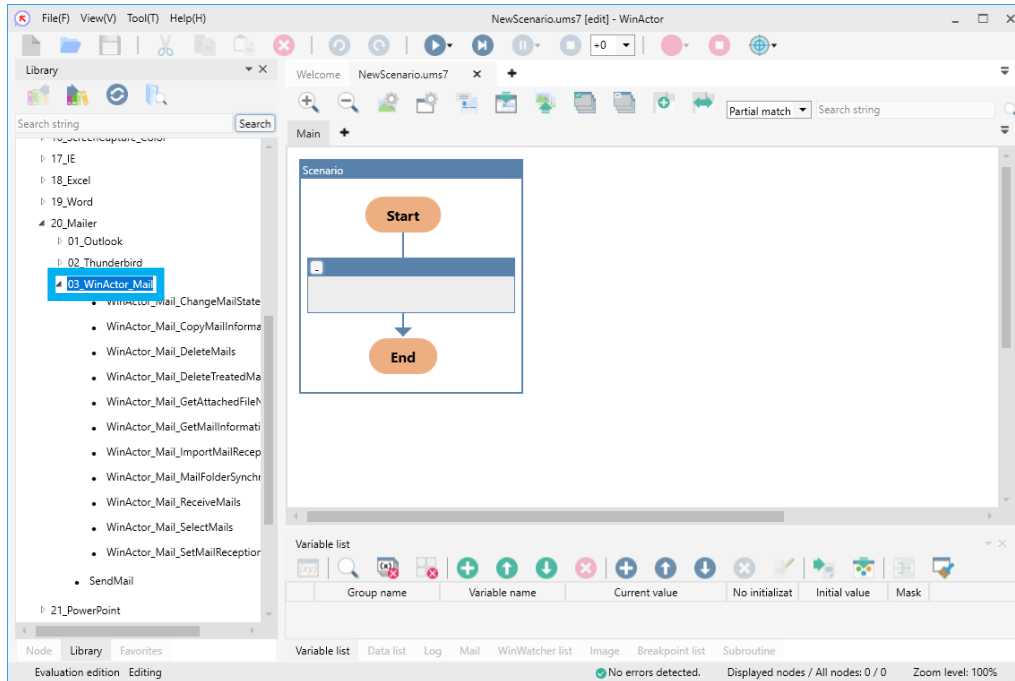 File(F) View(V) Tool(T) Help(H) NewScenario.ums7 [edit] - WinActor
+0
Library
Welcome NewScenario.ums7
Search string Search
Partial match Search string
Main
17_IE
18_Excel
19_Word
20_Mailer
01_Outlook
02_Thunderbird
03_WinActor_Mail
WinActor_Mail_ChangeMailState
WinActor_Mail_CopyMailInforma
WinActor_Mail_DeleteMails
WinActor_Mail_DeleteTreatedMa
WinActor_Mail_GetAttachedFileN
WinActor_Mail_GetMailInformati
WinActor_Mail_ImportMailRecep
WinActor_Mail_MailFolderSynchr
WinActor_Mail_ReceiveMails
WinActor_Mail_SelectMails
WinActor_Mail_SetMailReception
SendMail
21_PowerPoint
Node Library Favorites
Scenario
Start
End
Variable list
Group name Variable name Current value No initializat Initial value Mask
Variable list Data list Log Mail WinWatcher list Image Breakpoint list Subroutine
Evaluation edition Editing No errors detected. Displayed nodes / All nodes: 0 / 0 Zoom level: 100%